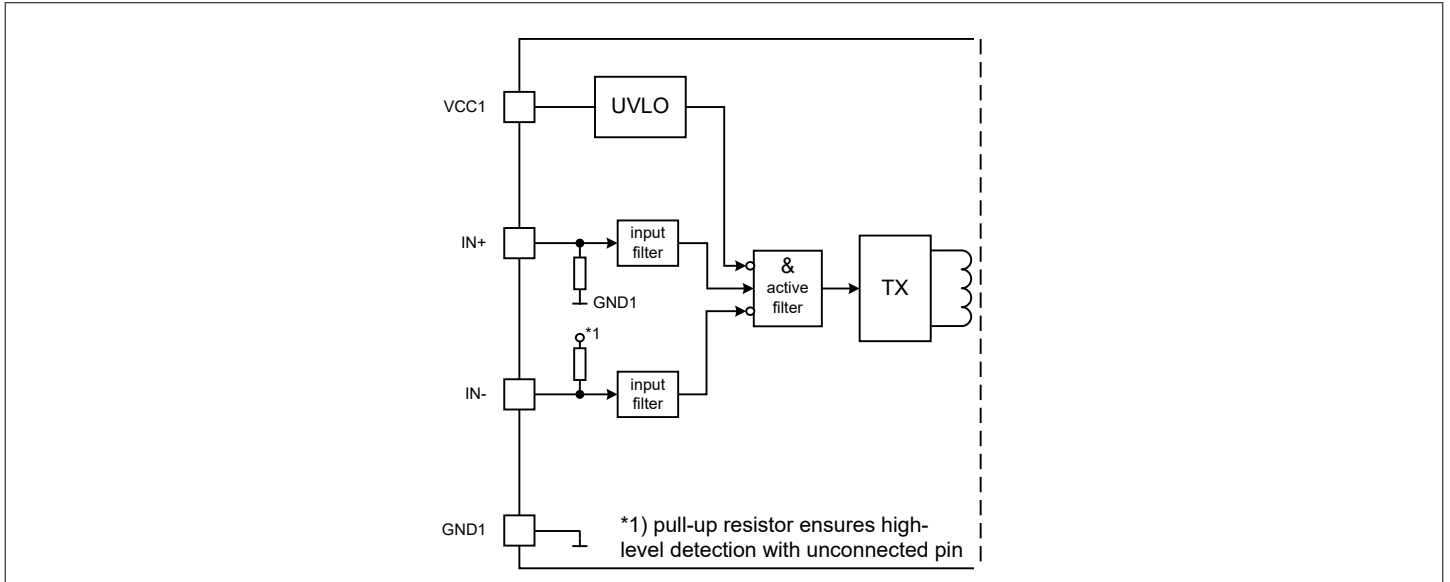 VCC1
UVLO
IN+
input
filter
GND1
&
active
filter
TX
*1
IN-
input
filter
GND1
*1) pull-up resistor ensures high-
level detection with unconnected pin